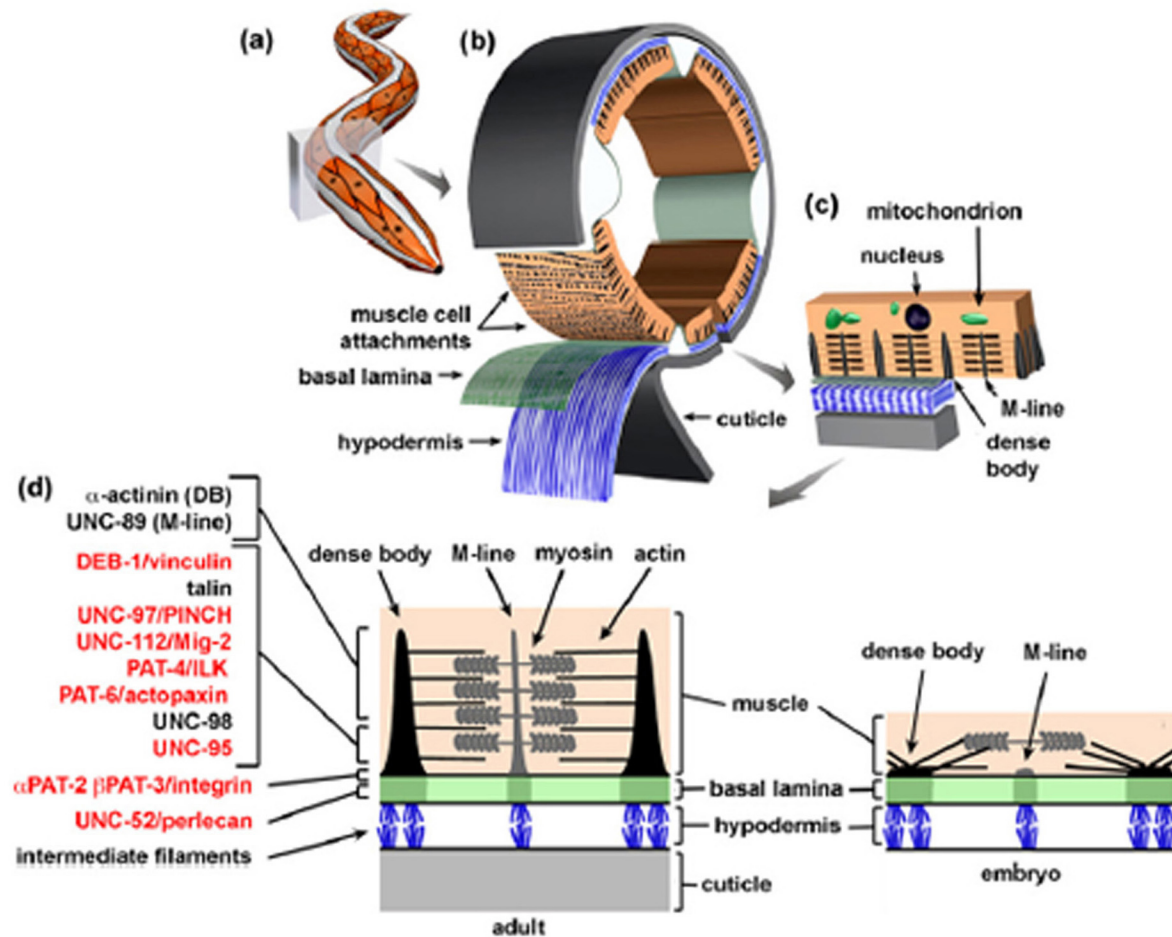 (a)
(b)
muscle cell
attachments
basal lamina
hypodermis
cuticle
(c)
mitochondrion
nucleus
M-line
dense
body
(d)
α-actinin (DB)
UNC-89 (M-line)
DEB-1/vinculin
talin
UNC-97/PINCH
UNC-112/Mig-2
PAT-4/ILK
PAT-6/actopaxin
UNC-98
UNC-95
αPAT-2 βPAT-3/integrin
UNC-52/perlecan
intermediate filaments
dense body
M-line
myosin
actin
muscle
basal lamina
hypodermis
cuticle
adult
dense body
M-line
embryo